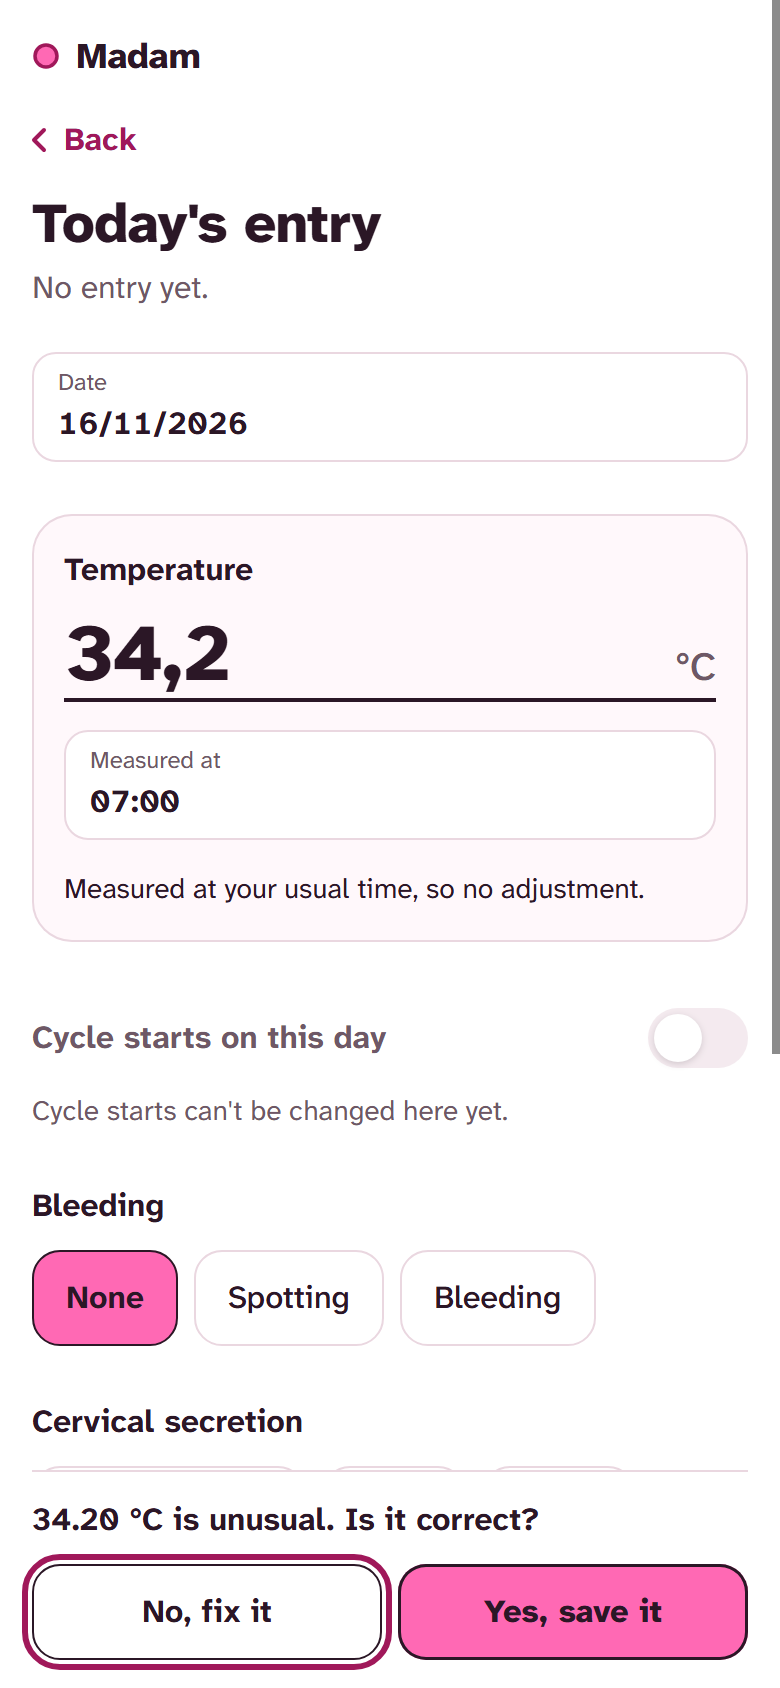 Madam
Back
Today's entry
No entry yet.
Date
16/11/2026
Temperature
34,2
°C
Measured at
07:00
Measured at your usual time, so no adjustment.
Cycle starts on this day
Cycle starts can't be changed here yet.
Bleeding
None
Spotting
Bleeding
Cervical secretion
34.20 °C is unusual. Is it correct?
No, fix it
Yes, save it